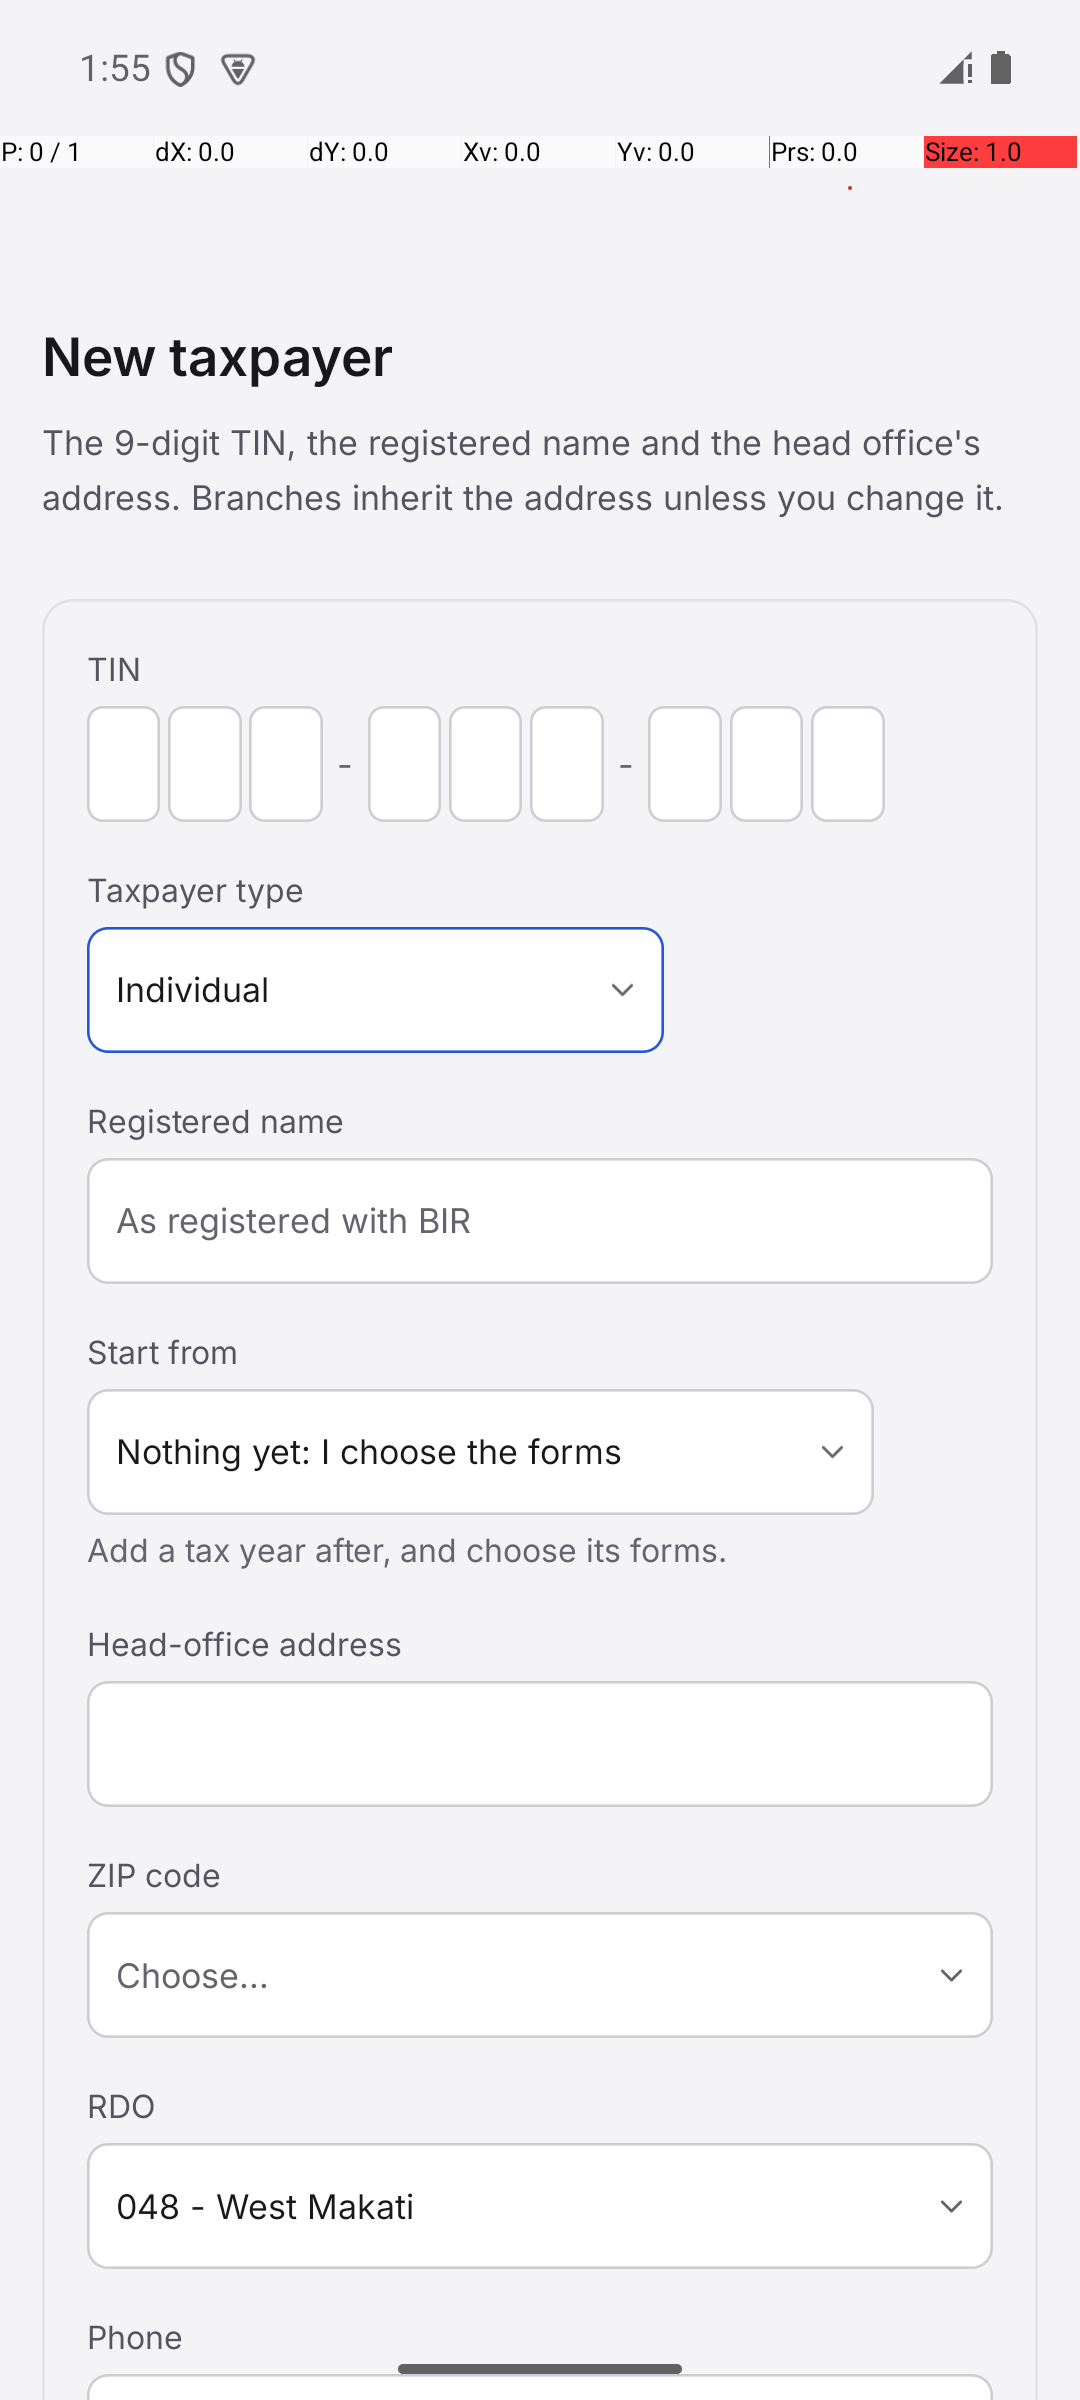 1:55
P: 0 / 1 dX: 0.0 dY: 0.0 Xv: 0.0 Yv: 0.0 Prs: 0.0 Size: 1.0
New taxpayer
The 9-digit TIN, the registered name and the head office's
address. Branches inherit the address unless you change it.
TIN
- -
Taxpayer type
Individual
Registered name
As registered with BIR
Start from
Nothing yet: I choose the forms
Add a tax year after, and choose its forms.
Head-office address
ZIP code
Choose...
RDO
048 - West Makati
Phone